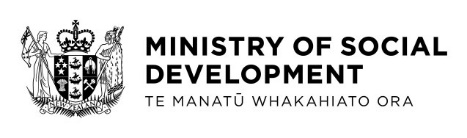 MINISTRY OF SOCIAL
DEVELOPMENT
TE MANATŪ WHAKAHIATO ORA